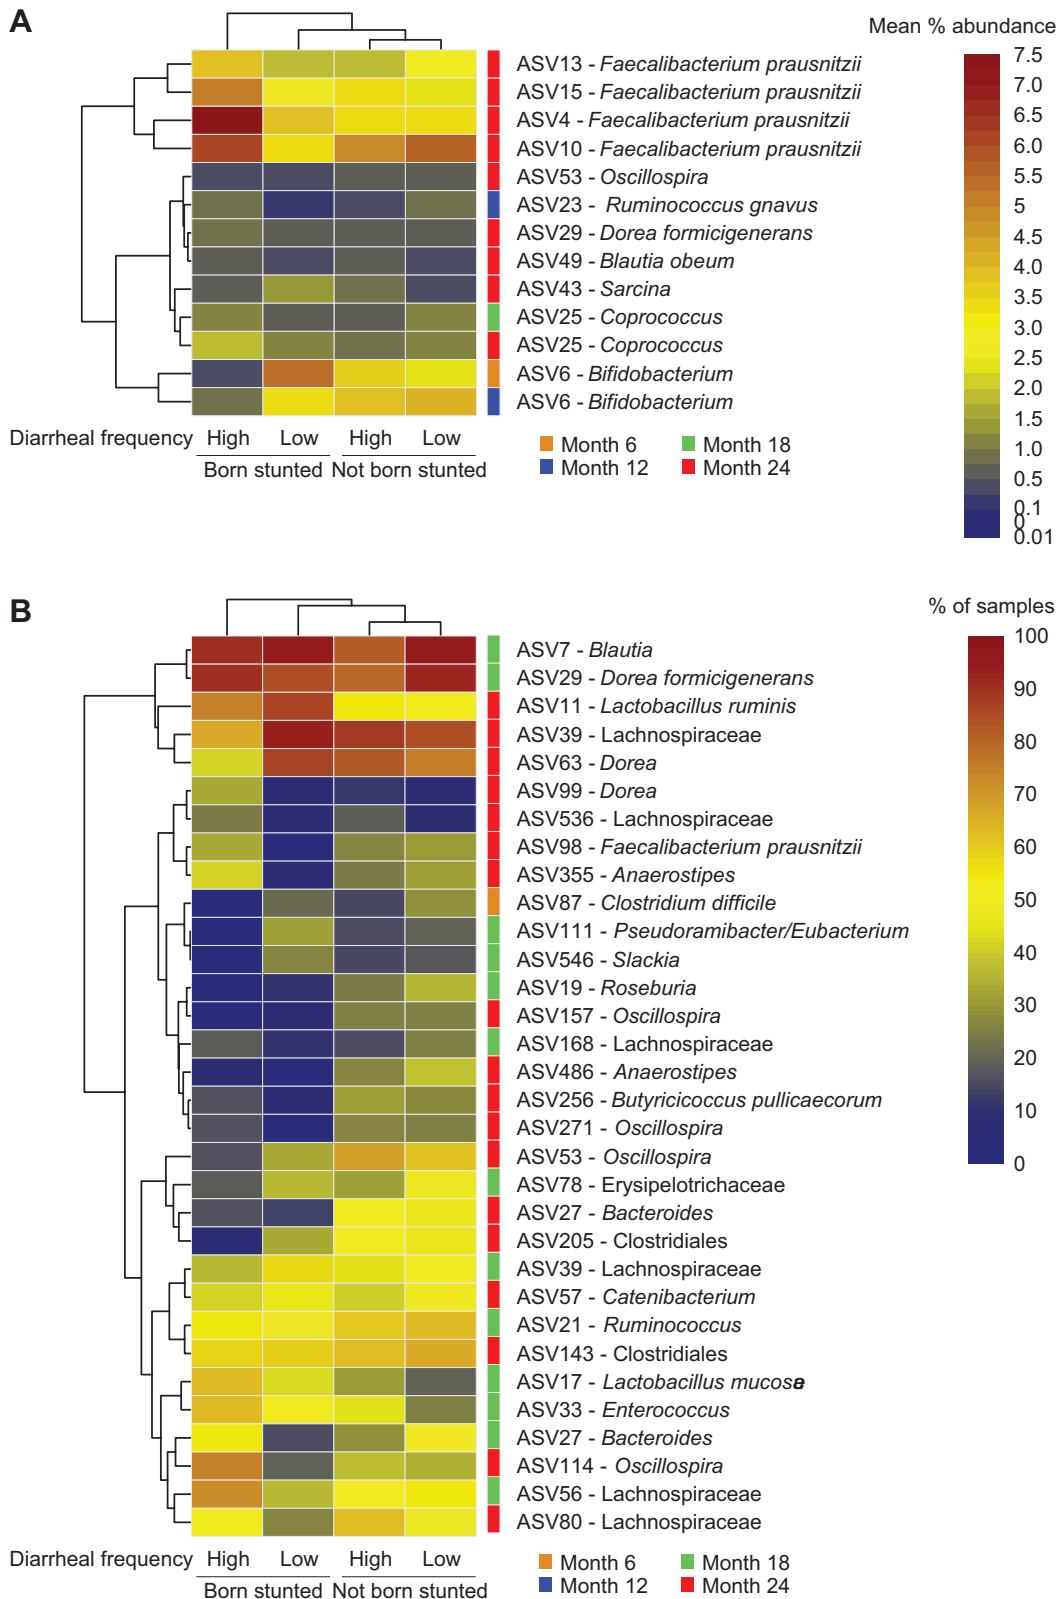 A
Mean % abundance
ASV13 - Faecalibacterium prausnitzii
ASV15 - Faecalibacterium prausnitzii
ASV4 - Faecalibacterium prausnitzii
ASV10 - Faecalibacterium prausnitzii
ASV53 - Oscillospira
ASV23 - Ruminococcus gnavus
ASV29 - Dorea formicigenerans
ASV49 - Blautia obeum
ASV43 - Sarcina
ASV25 - Coprococcus
ASV25 - Coprococcus
ASV6 - Bifidobacterium
ASV6 - Bifidobacterium
7.5
7.0
6.5
6.0
5.5
5
4.5
4.0
3.5
3.0
2.5
2.0
1.5
1.0
0.5
0.1
0
0.01
Diarrheal frequency High Low High Low
Born stunted Not born stunted
Month 6 Month 18
Month 12 Month 24
B
% of samples
ASV7 - Blautia
ASV29 - Dorea formicigenerans
ASV11 - Lactobacillus ruminis
ASV39 - Lachnospiraceae
ASV63 - Dorea
ASV99 - Dorea
ASV536 - Lachnospiraceae
ASV98 - Faecalibacterium prausnitzii
ASV355 - Anaerostipes
ASV87 - Clostridium difficile
ASV111 - Pseudoramibacter/Eubacterium
ASV546 - Slackia
ASV19 - Roseburia
ASV157 - Oscillospira
ASV168 - Lachnospiraceae
ASV486 - Anaerostipes
ASV256 - Butyricicoccus pullicaecorum
ASV271 - Oscillospira
ASV53 - Oscillospira
ASV78 - Erysipelotrichaceae
ASV27 - Bacteroides
ASV205 - Clostridiales
ASV39 - Lachnospiraceae
ASV57 - Catenibacterium
ASV21 - Ruminococcus
ASV143 - Clostridiales
ASV17 - Lactobacillus mucosae
ASV33 - Enterococcus
ASV27 - Bacteroides
ASV114 - Oscillospira
ASV56 - Lachnospiraceae
ASV80 - Lachnospiraceae
100
90
80
70
60
50
40
30
20
10
0
Diarrheal frequency High Low High Low
Born stunted Not born stunted
Month 6 Month 18
Month 12 Month 24